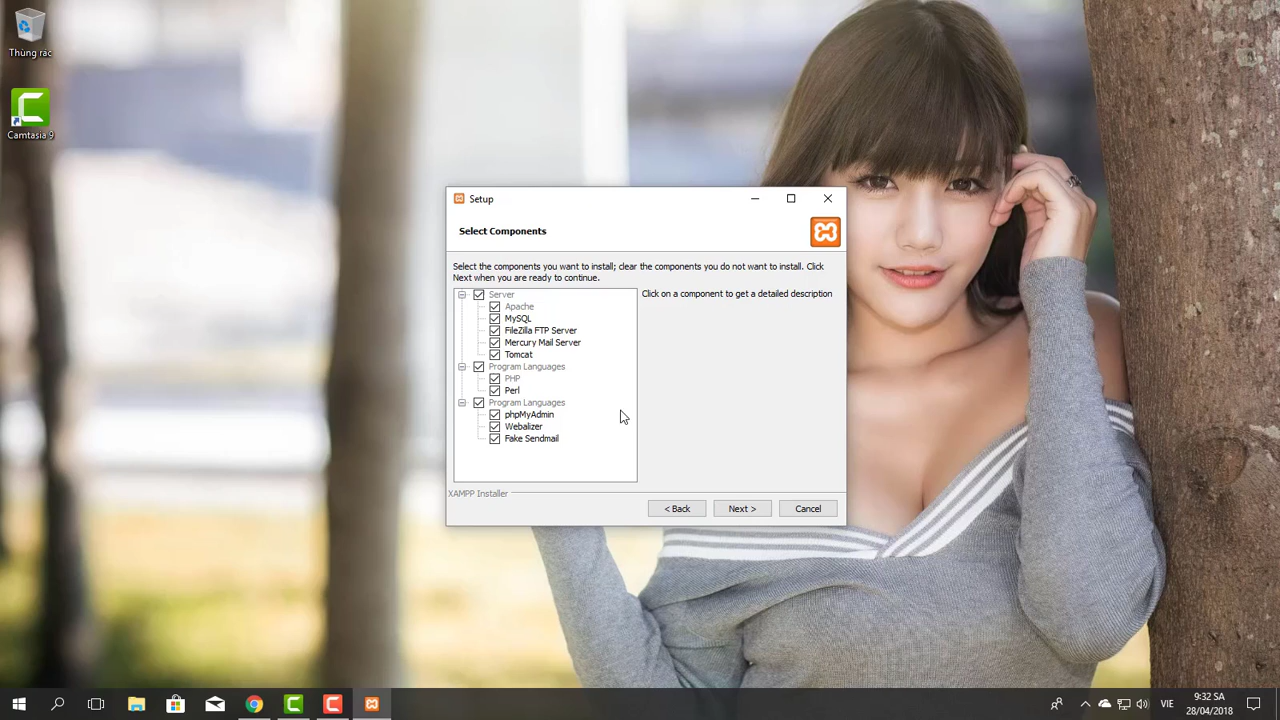 Thùng rác
Camtasia 9
Setup
Select Components
Select the components you want to install; clear the components you do not want to install. Click
Next when you are ready to continue.
Server
Apache
MySQL
FileZilla FTP Server
Mercury Mail Server
Tomcat
Program Languages
PHP
Perl
Program Languages
phpMyAdmin
Webalizer
Fake Sendmail
Click on a component to get a detailed description
XAMPP Installer
< Back
Next >
Cancel
VIE
9:32 SA
28/04/2018